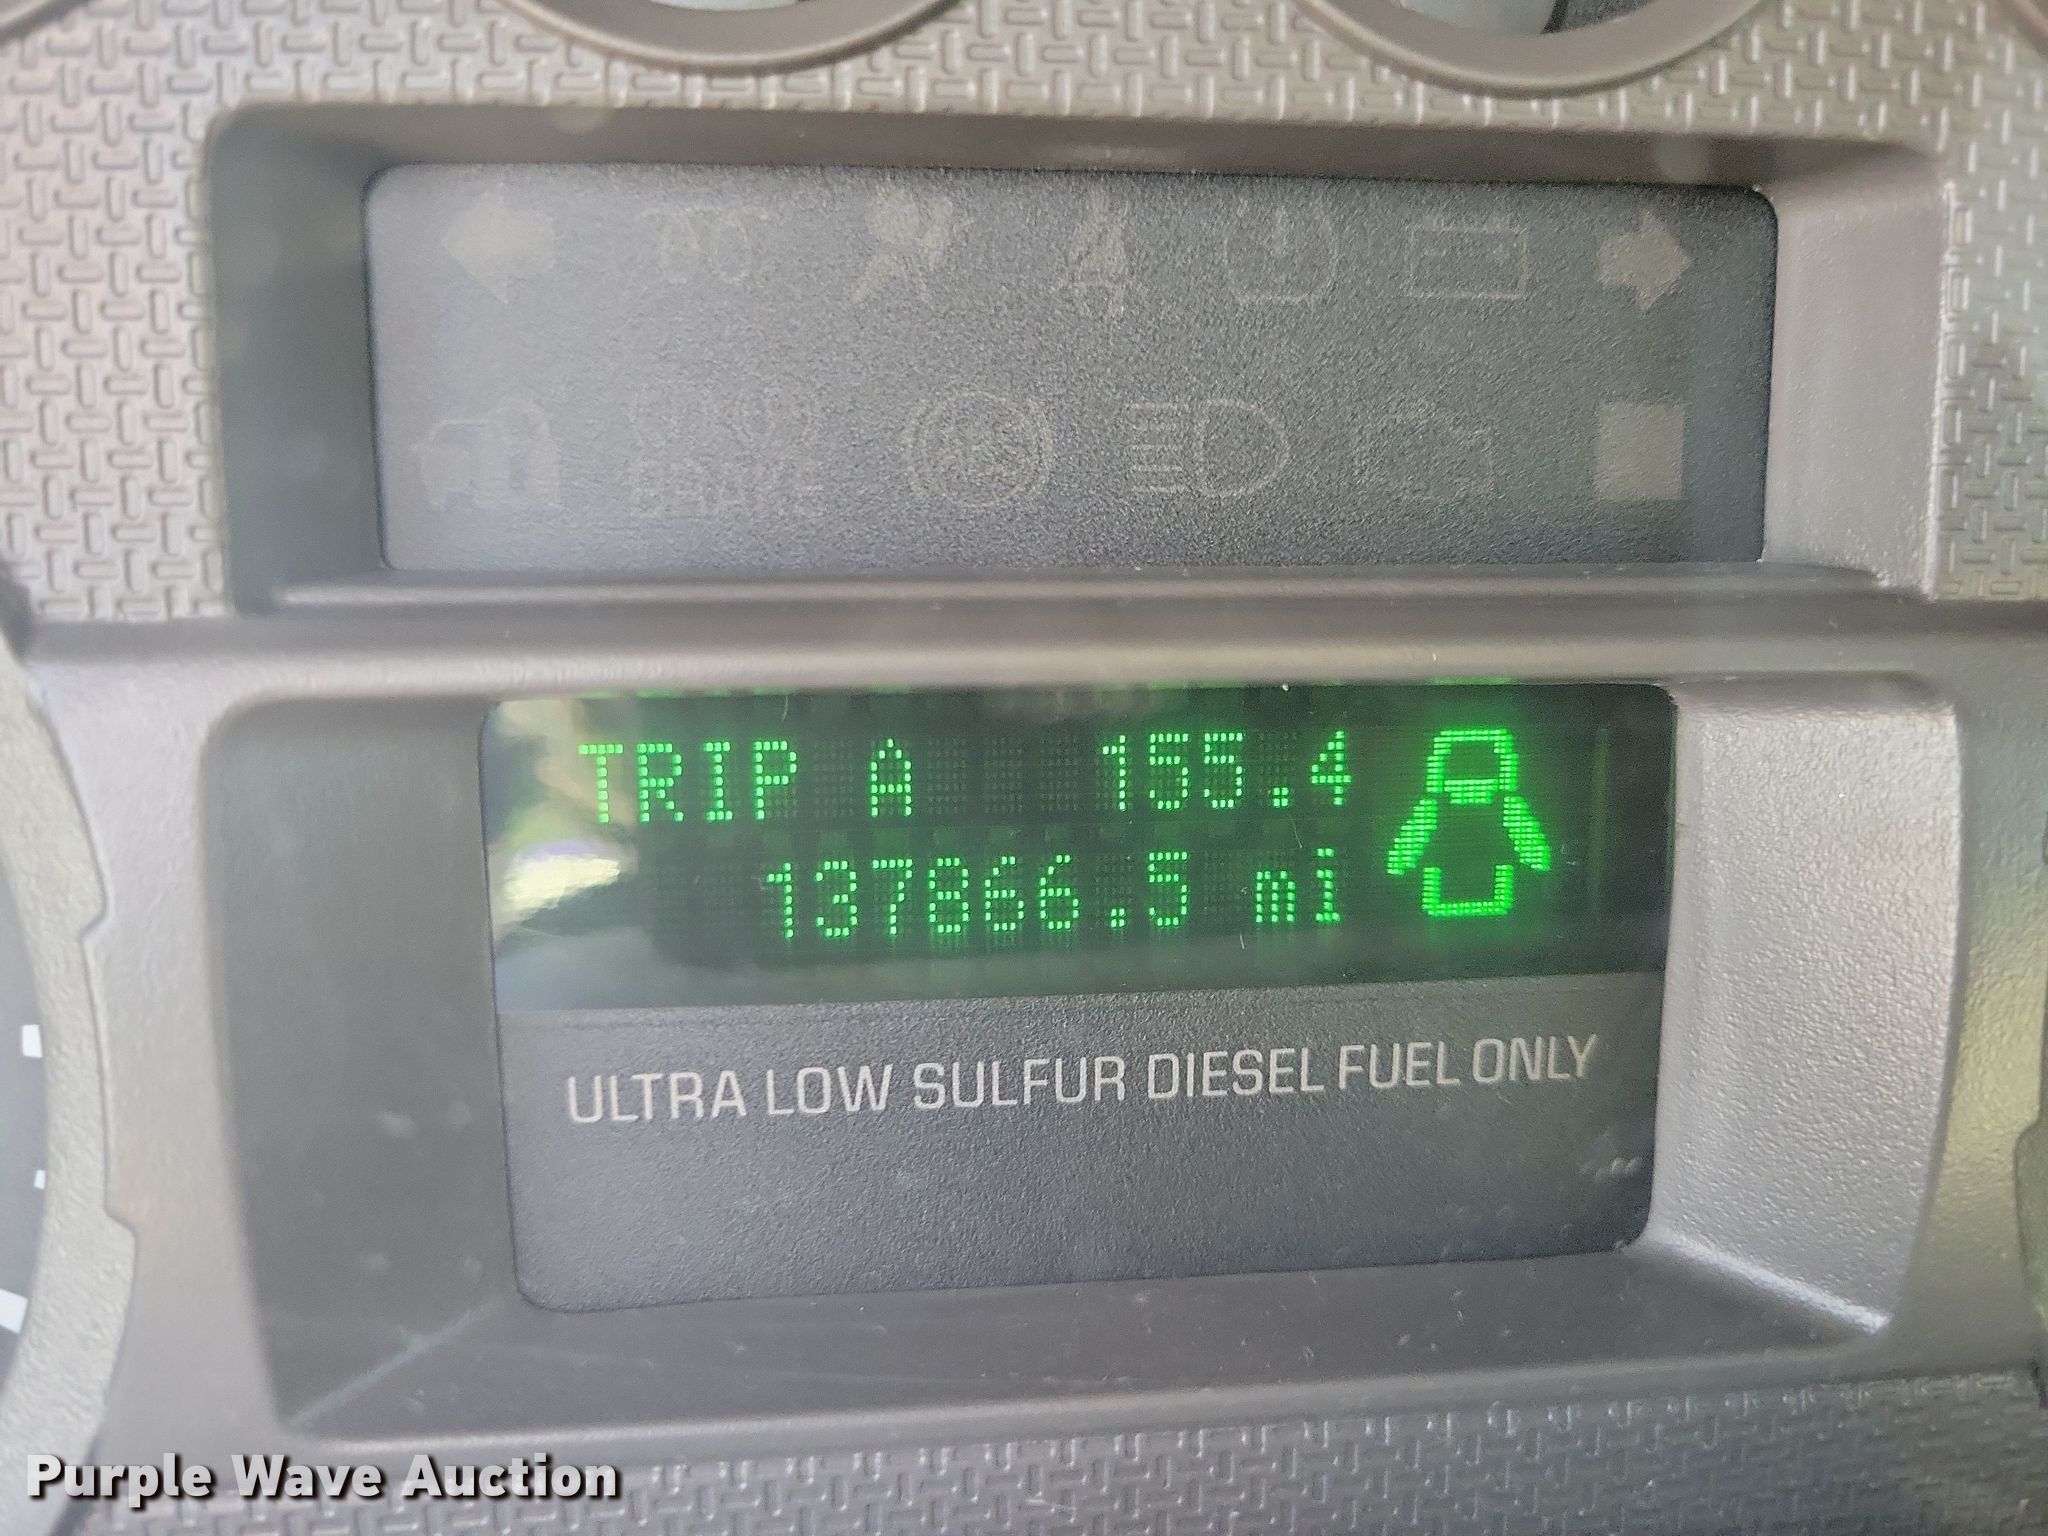 TRIP A 155.4
137866.5 mi
ULTRA LOW SULFUR DIESEL FUEL ONLY
Purple Wave Auction